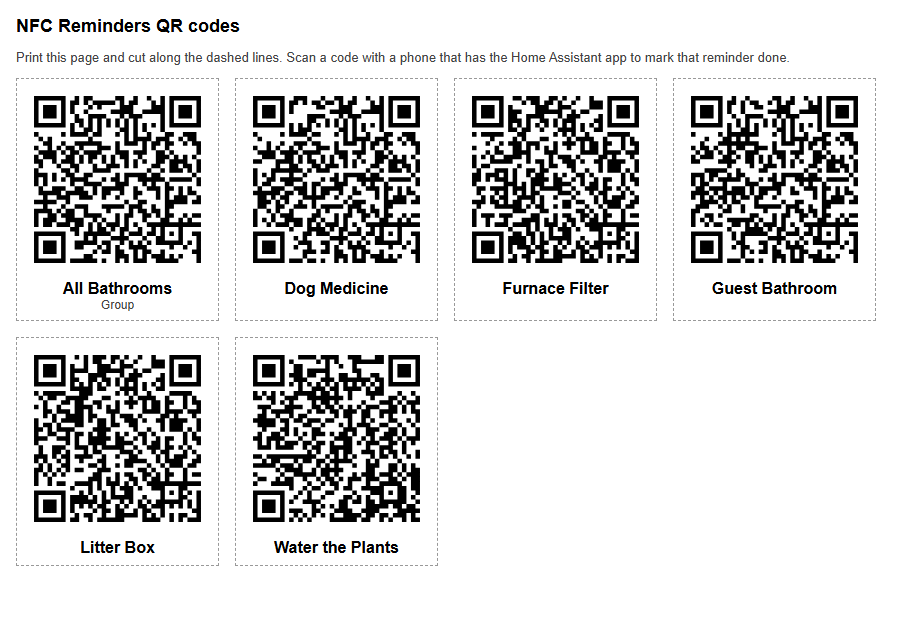 NFC Reminders QR codes
Print this page and cut along the dashed lines. Scan a code with a phone that has the Home Assistant app to mark that reminder done.
All Bathrooms
Group
Dog Medicine
Furnace Filter
Guest Bathroom
Litter Box
Water the Plants